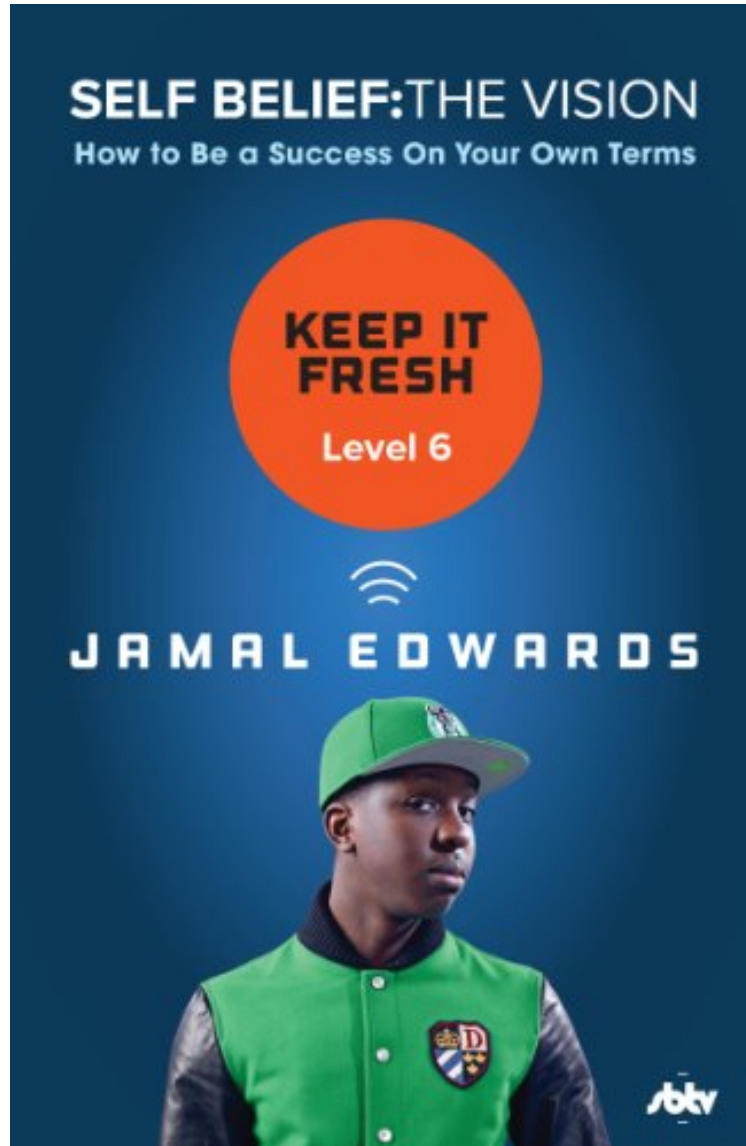 SELF BELIEF:THE VISION
How to Be a Success On Your Own Terms
KEEP IT
FRESH
Level 6
JAMAL EDWARDS
D
sbtv